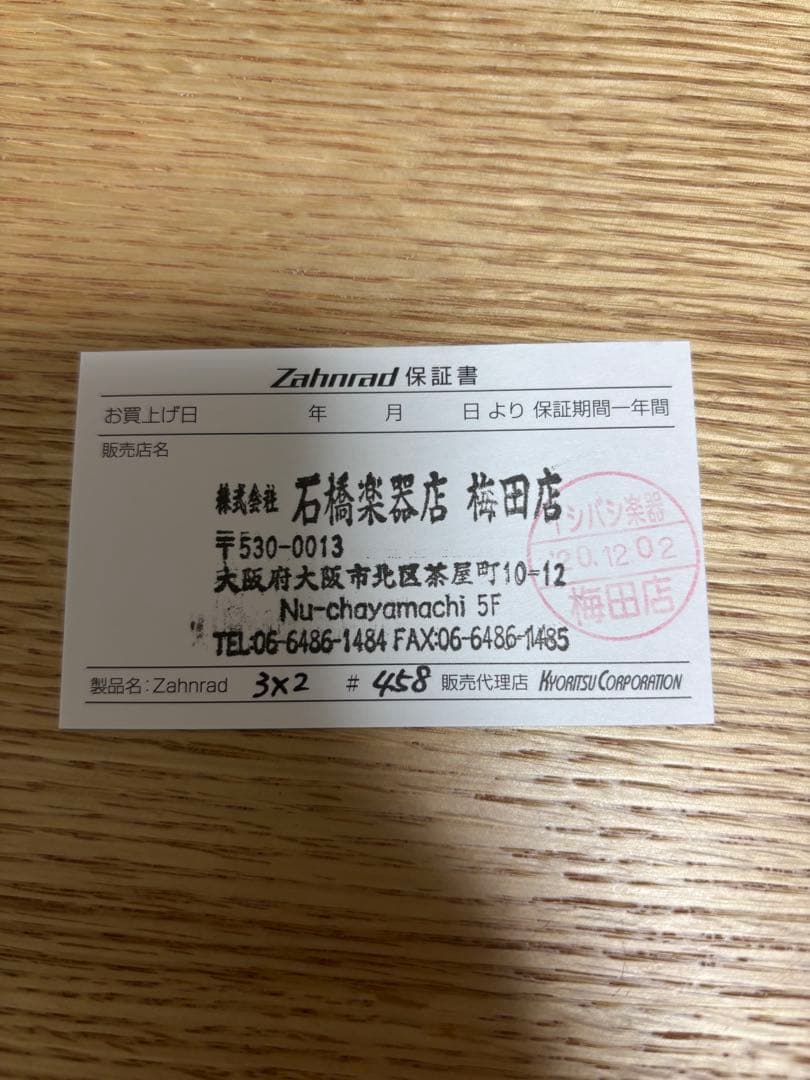 Zahnrad 保証書
お買上げ日 年 月 日 より 保証期間一年間
販売店名
株式会社 石橋楽器店 梅田店
〒530-0013
大阪府大阪市北区茶屋町10-12
Nu-chayamachi 5F
TEL:06-6486-1484 FAX:06-6486-1485
イシバシ楽器
'20.12.02
梅田店
製品名:Zahnrad 3×2 # 458 販売代理店 KYORITSU CORPORATION